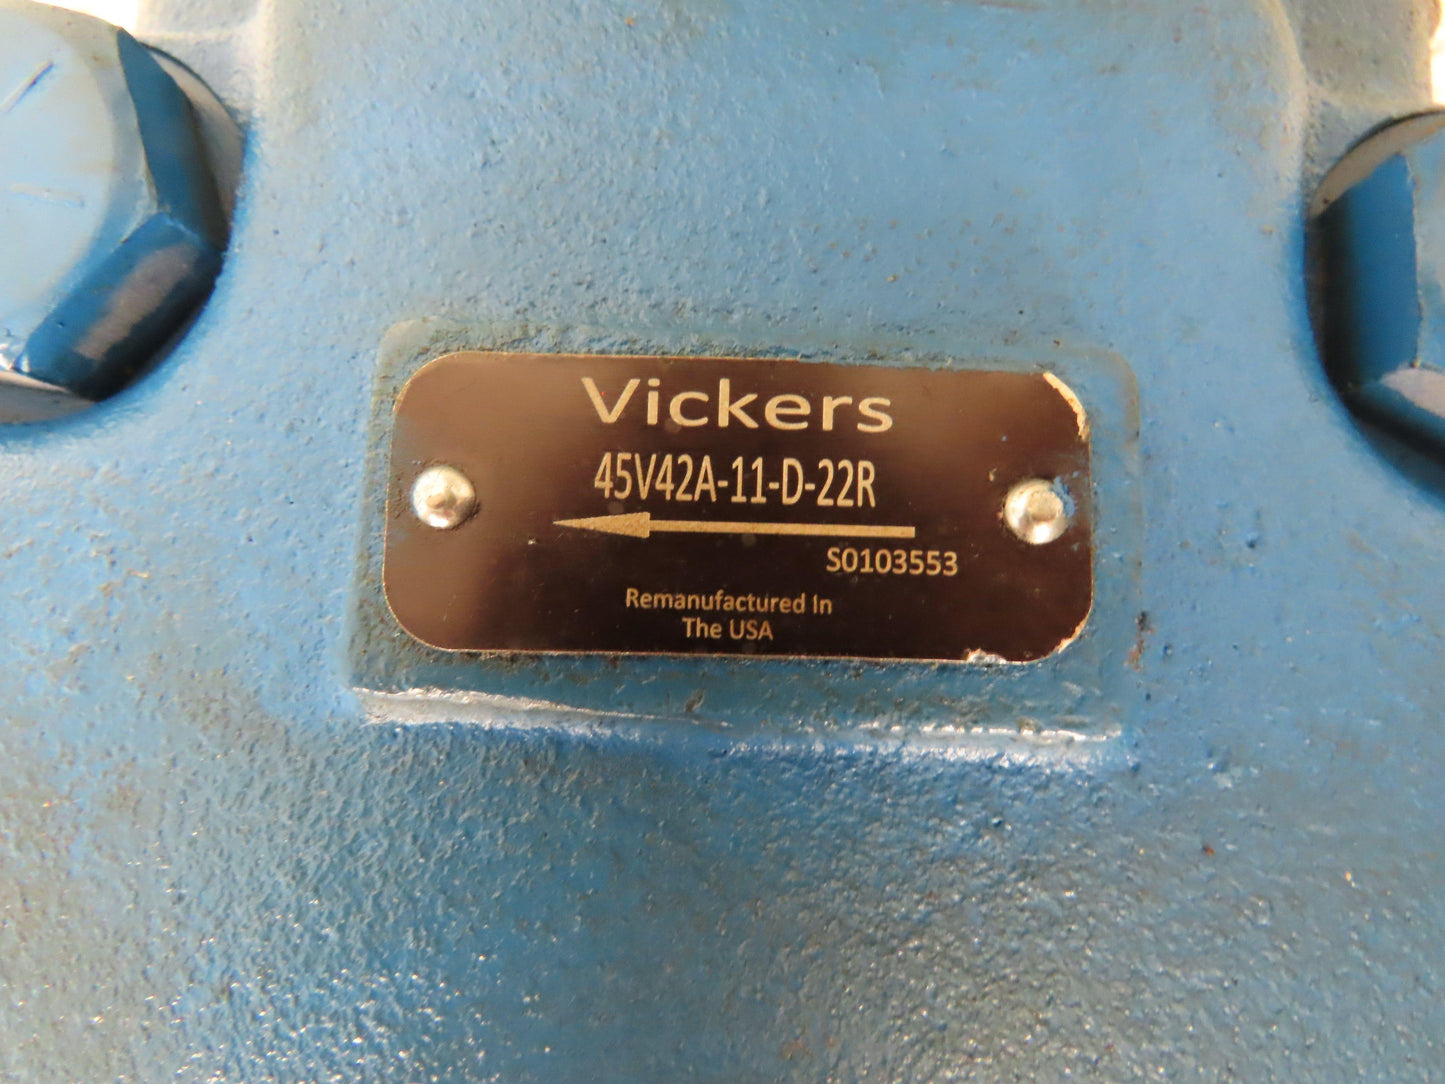 Vickers
45V42A-11-D-22R
S0103553
Remanufactured In
The USA